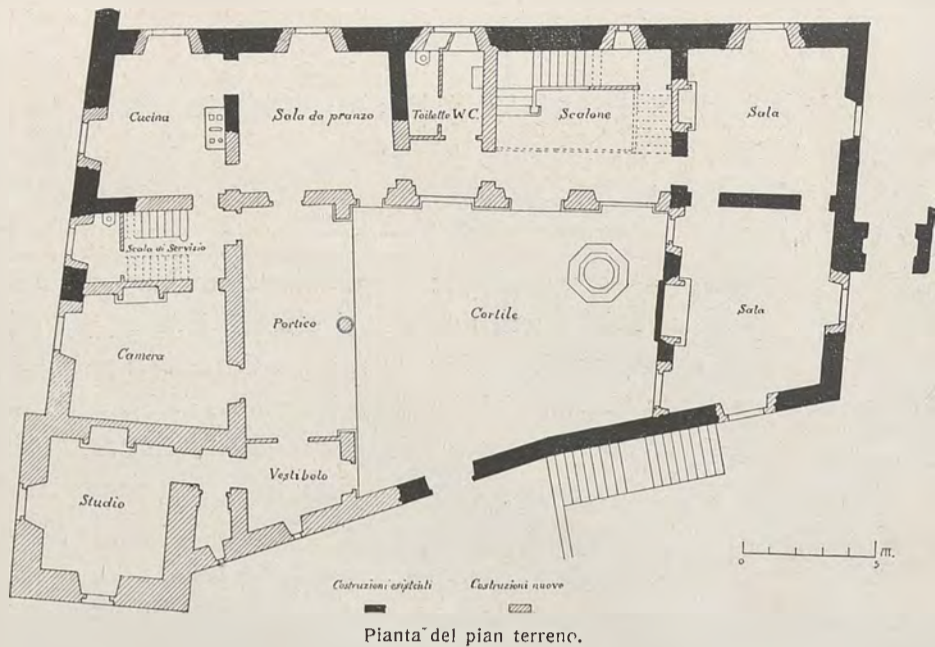 Cucina
Sala da pranzo
Toilette W.C.
Scalone
Sala
Scala di Servizio
Portico
Cortile
Sala
Camera
Vestibolo
Studio
0 5 m.
Costruzioni esistenti
Costruzioni nuove
Pianta del pian terreno.